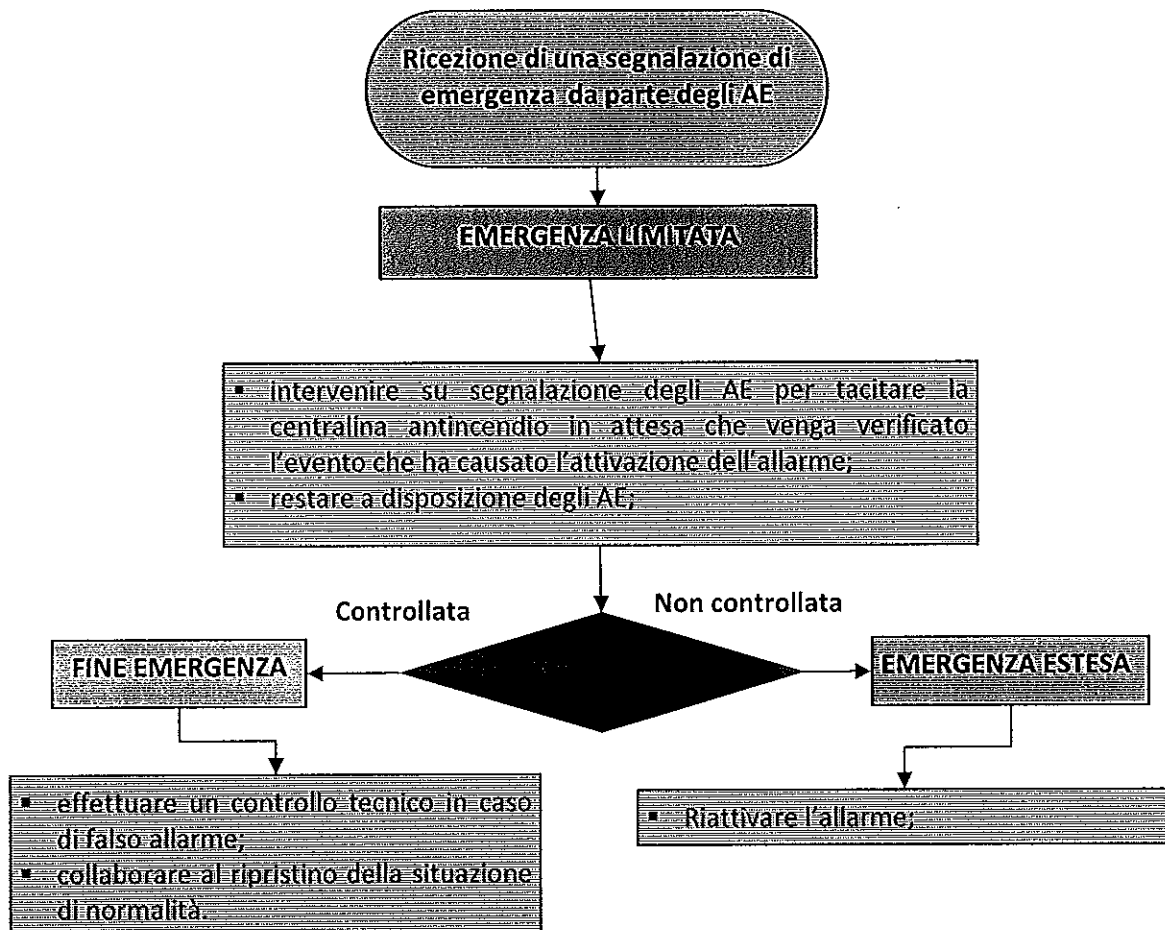 Ricezione di una segnalazione di
emergenza da parte degli AE
EMERGENZA LIMITATA
▪ intervenire su segnalazione degli AE per tacitare la
centralina antincendio in attesa che venga verificato
l'evento che ha causato l'attivazione dell'allarme;
▪ restare a disposizione degli AE;
Controllata
Non controllata
FINE EMERGENZA
EMERGENZA ESTESA
▪ effettuare un controllo tecnico in caso
di falso allarme;
▪ collaborare al ripristino della situazione
di normalità.
▪ Riattivare l'allarme;